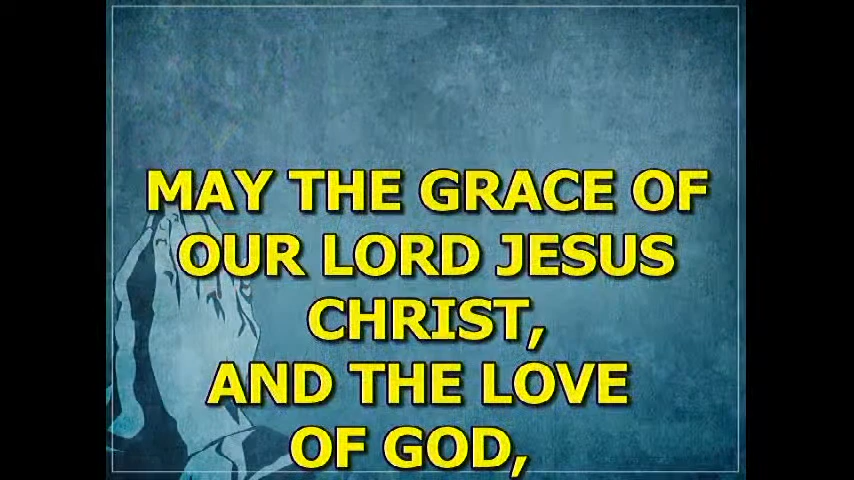 MAY THE GRACE OF
OUR LORD JESUS
CHRIST,
AND THE LOVE
OF GOD,